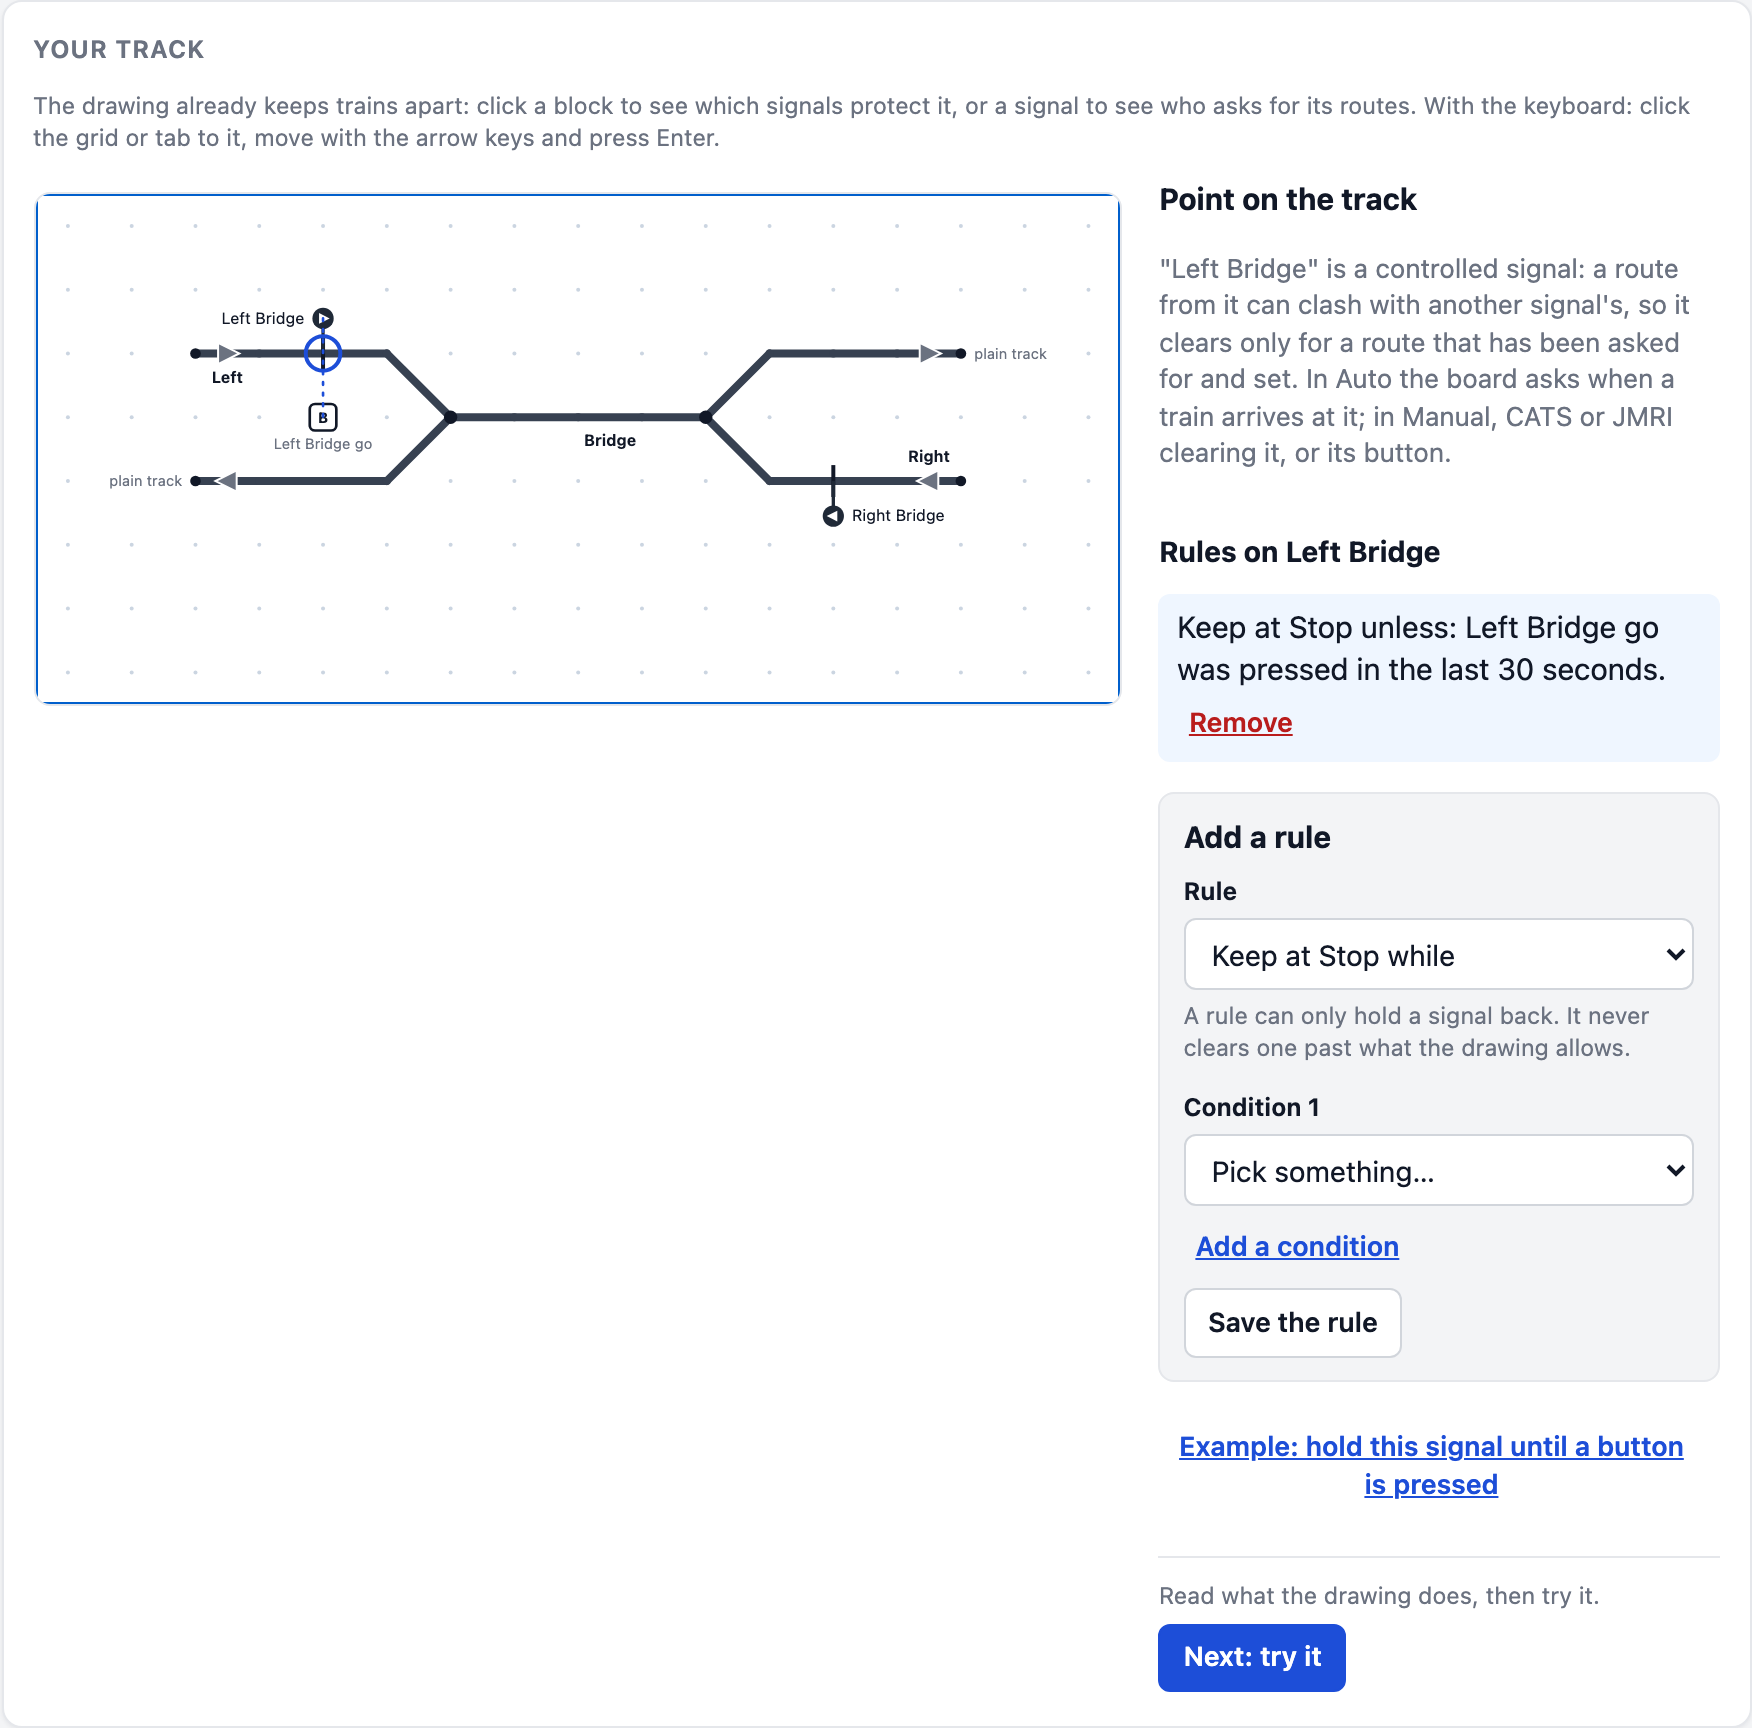 YOUR TRACK
The drawing already keeps trains apart: click a block to see which signals protect it, or a signal to see who asks for its routes. With the keyboard: click
the grid or tab to it, move with the arrow keys and press Enter.
Left Bridge
Left
B
Left Bridge go
plain track
Bridge
plain track
Right
Right Bridge
Point on the track
"Left Bridge" is a controlled signal: a route
from it can clash with another signal's, so it
clears only for a route that has been asked
for and set. In Auto the board asks when a
train arrives at it; in Manual, CATS or JMRI
clearing it, or its button.
Rules on Left Bridge
Keep at Stop unless: Left Bridge go
was pressed in the last 30 seconds.
Remove
Add a rule
Rule
Keep at Stop while
A rule can only hold a signal back. It never
clears one past what the drawing allows.
Condition 1
Pick something...
Add a condition
Save the rule
Example: hold this signal until a button
is pressed
Read what the drawing does, then try it.
Next: try it